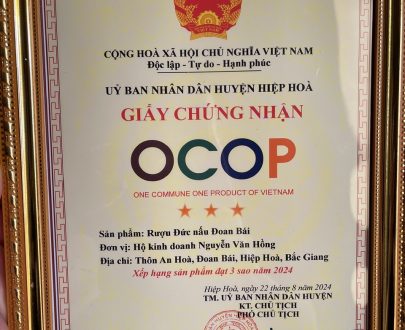 CỘNG HOÀ XÃ HỘI CHỦ NGHĨA VIỆT NAM
Độc lập - Tự do - Hạnh phúc
UỶ BAN NHÂN DÂN HUYỆN HIỆP HOÀ
GIẤY CHỨNG NHẬN
OCOP
ONE COMMUNE ONE PRODUCT OF VIETNAM
Sản phẩm: Rượu Đức nấu Đoan Bái
Đơn vị: Hộ kinh doanh Nguyễn Văn Hồng
Địa chỉ: Thôn An Hoà, Đoan Bái, Hiệp Hoà, Bắc Giang
Xếp hạng sản phẩm đạt 3 sao năm 2024
Hiệp Hoà, ngày 22 tháng 8 năm 2024
TM. UỶ BAN NHÂN DÂN HUYỆN
KT. CHỦ TỊCH
PHÓ CHỦ TỊCH